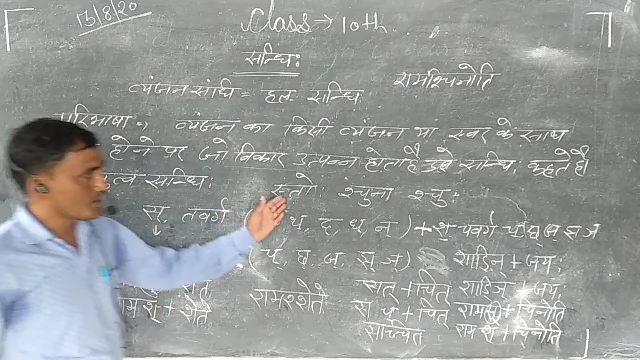 13/8/20
Class → 10th
सन्धिः
व्यंजन संधि = हल सन्धि
रामश्चिनोति
परिभाषा ⇒ व्यंजन का किसी व्यंजन या स्वर के साथ
होने पर जो विकार उत्पन्न होता है उसे सन्धि कहते है
त्व सन्धि:
स्तो: श्चुना श्चु:
स्, तवर्ग ( थ, द्, ध, न् ) + श् चवर्ग च् छ् ज् झ् ञ
↓
( च्, छ्, ज्, झ्, ञ् )
शाङिन् + जय:
शेते
रामश्शेते
सत् + चित्
शाङिञ् + जय:
रामश् + शेते
स च् + चित्
रामस् + चिनोति
सच्चित
रामश् + चिनोति